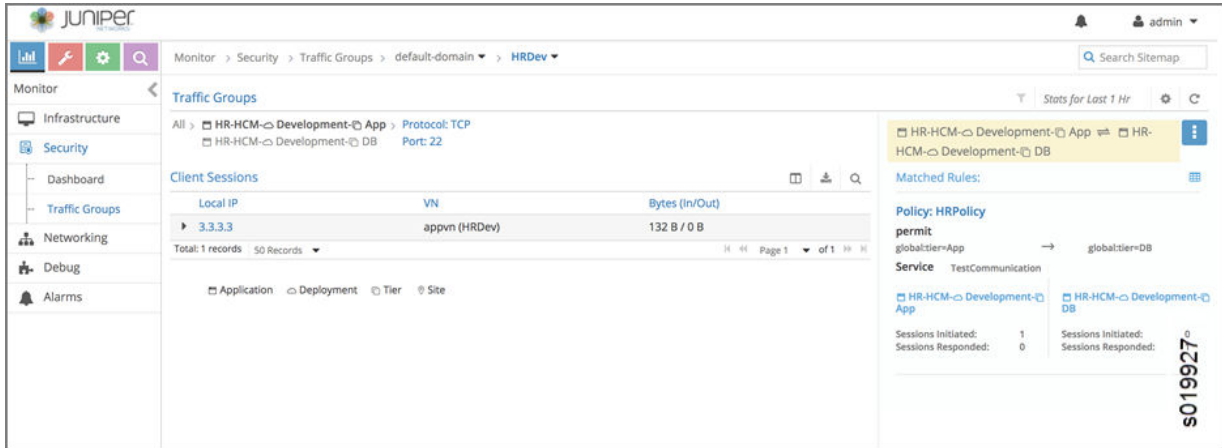 JUNIPER
NETWORKS
admin
Monitor > Security > Traffic Groups > default-domain > HRDev
Search Sitemap
Monitor
Infrastructure
Security
Dashboard
Traffic Groups
Networking
Debug
Alarms
Traffic Groups
Stats for Last 1 Hr
All > HR-HCM- Development- App > Protocol: TCP
HR-HCM- Development- DB Port: 22
Client Sessions
Local IP VN Bytes (In/Out)
3.3.3.3 appvn (HRDev) 132 B / 0 B
Total: 1 records 50 Records Page 1 of 1
Application Deployment Tier Site
HR-HCM- Development- App ⇌ HR-
HCM- Development- DB
Matched Rules:
Policy: HRPolicy
permit
global:tier=App → global:tier=DB
Service TestCommunication
HR-HCM- Development- HR-HCM- Development-
App DB
Sessions Initiated: 1 Sessions Initiated: 0
Sessions Responded: 0 Sessions Responded:
s019927